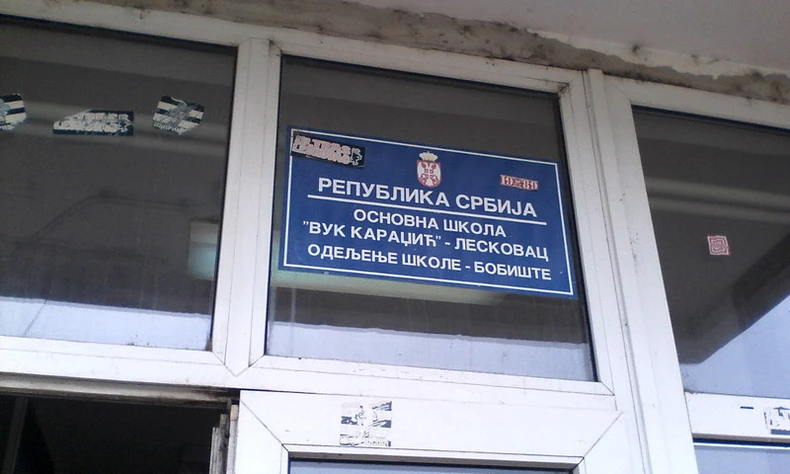 РЕПУБЛИКА СРБИЈА
ОСНОВНА ШКОЛА
"ВУК КАРАЏИЋ" - ЛЕСКОВАЦ
ОДЕЉЕЊЕ ШКОЛЕ - БОБИШТЕ